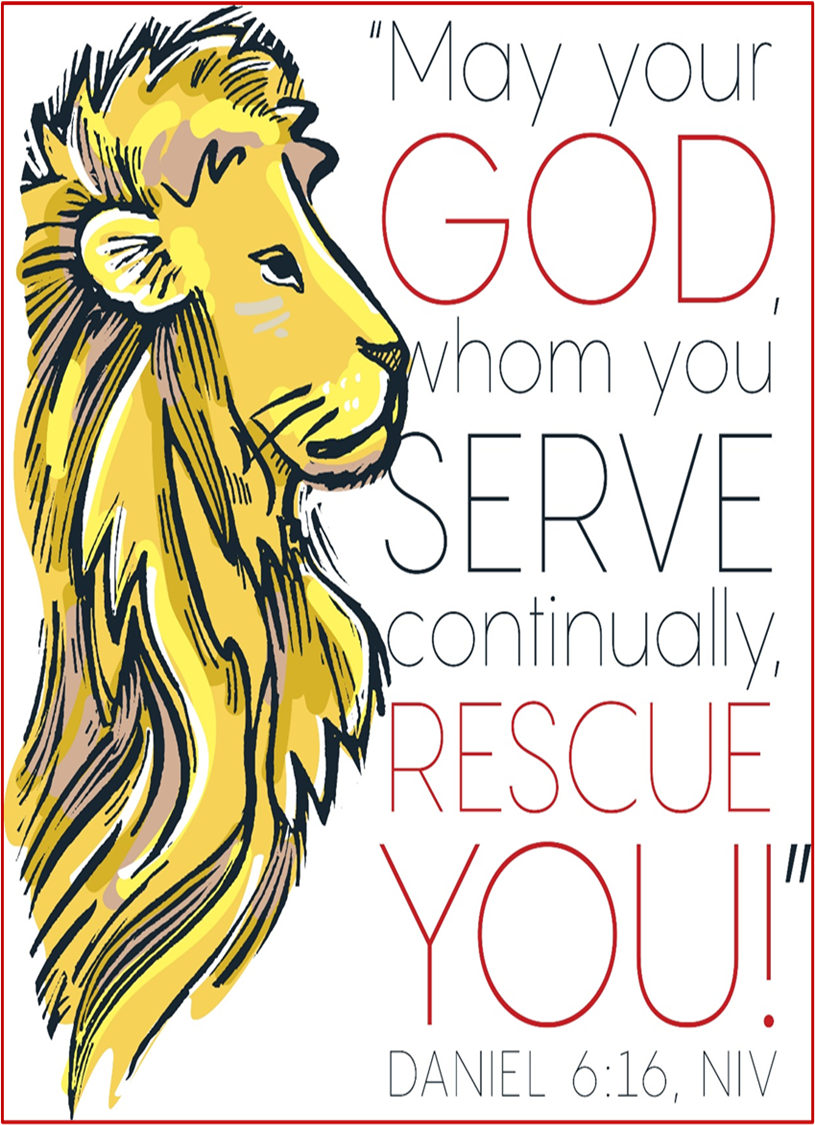 "May your
GOD,
whom you
SERVE
continually,
RESCUE
YOU!"
DANIEL 6:16, NIV